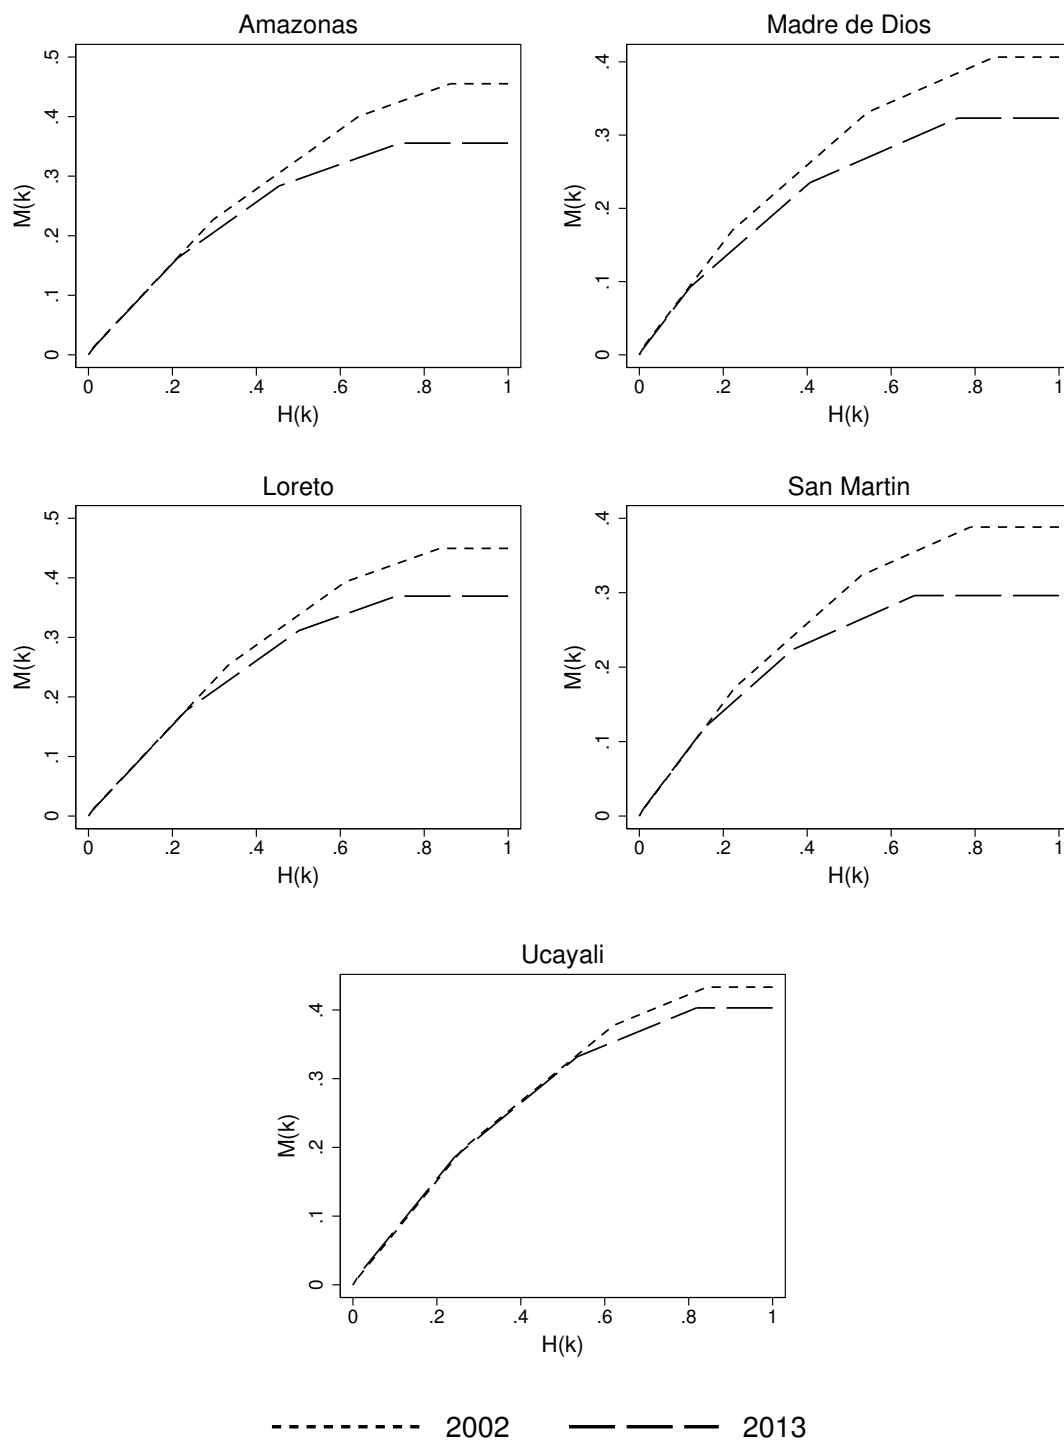 Amazonas
.5
.4
.3
.2
.1
0
M(k)
0 .2 .4 .6 .8 1
H(k)
Madre de Dios
.4
.3
.2
.1
0
M(k)
0 .2 .4 .6 .8 1
H(k)
Loreto
.5
.4
.3
.2
.1
0
M(k)
0 .2 .4 .6 .8 1
H(k)
San Martin
.4
.3
.2
.1
0
M(k)
0 .2 .4 .6 .8 1
H(k)
Ucayali
.4
.3
.2
.1
0
M(k)
0 .2 .4 .6 .8 1
H(k)
2002 2013